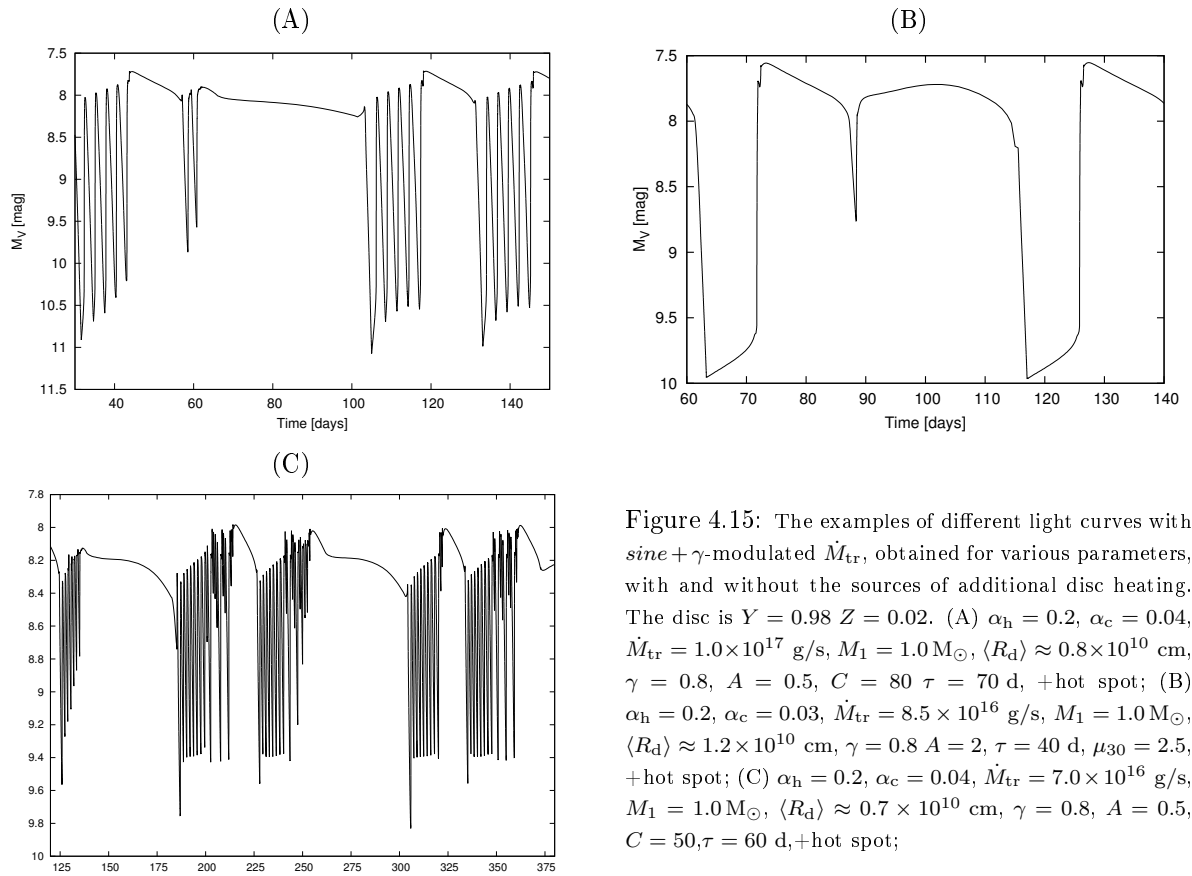 (A)
7.5
8
8.5
9
9.5
10
10.5
11
11.5
M_V [mag]
40 60 80 100 120 140
Time [days]
(B)
7.5
8
8.5
9
9.5
10
M_V [mag]
60 70 80 90 100 110 120 130 140
Time [days]
(C)
7.8
8
8.2
8.4
8.6
8.8
9
9.2
9.4
9.6
9.8
10
125 150 175 200 225 250 275 300 325 350 375
Figure 4.15: The examples of different light curves with
sine + γ-modulated Ṁ_tr, obtained for various parameters,
with and without the sources of additional disc heating.
The disc is Y = 0.98 Z = 0.02. (A) α_h = 0.2, α_c = 0.04,
Ṁ_tr = 1.0×10^17 g/s, M_1 = 1.0 M_⊙, ⟨R_d⟩ ≈ 0.8×10^10 cm,
γ = 0.8, A = 0.5, C = 80 τ = 70 d, +hot spot; (B)
α_h = 0.2, α_c = 0.03, Ṁ_tr = 8.5 × 10^16 g/s, M_1 = 1.0 M_⊙,
⟨R_d⟩ ≈ 1.2×10^10 cm, γ = 0.8 A = 2, τ = 40 d, μ_30 = 2.5,
+hot spot; (C) α_h = 0.2, α_c = 0.04, Ṁ_tr = 7.0 × 10^16 g/s,
M_1 = 1.0 M_⊙, ⟨R_d⟩ ≈ 0.7 × 10^10 cm, γ = 0.8, A = 0.5,
C = 50,τ = 60 d,+hot spot;